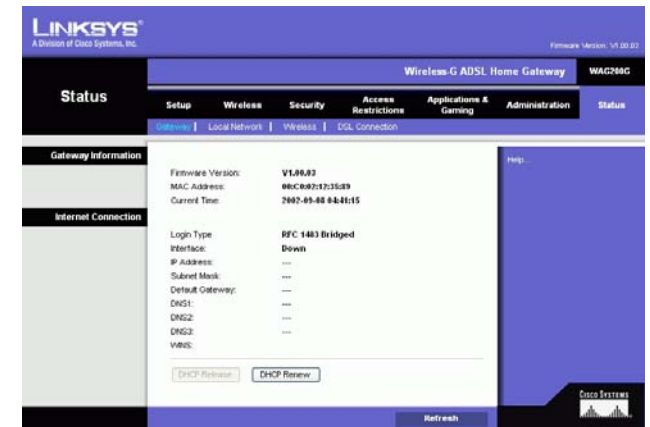 LINKSYS®
A Division of Cisco Systems, Inc.
Firmware Version: V1.00.03
Wireless-G ADSL Home Gateway WAG200G
Status
Setup Wireless Security Access Restrictions Applications & Gaming Administration Status
Gateway | Local Network | Wireless | DSL Connection
Gateway Information
Help...
Firmware Version: V1.00.03
MAC Address: 00:C0:02:12:35:89
Current Time: 2002-09-08 04:41:15
Internet Connection
Login Type RFC 1483 Bridged
Interface: Down
IP Address: ---
Subnet Mask: ---
Default Gateway: ---
DNS1: ---
DNS2: ---
DNS3: ---
WINS:
DHCP Release DHCP Renew
Refresh
CISCO SYSTEMS